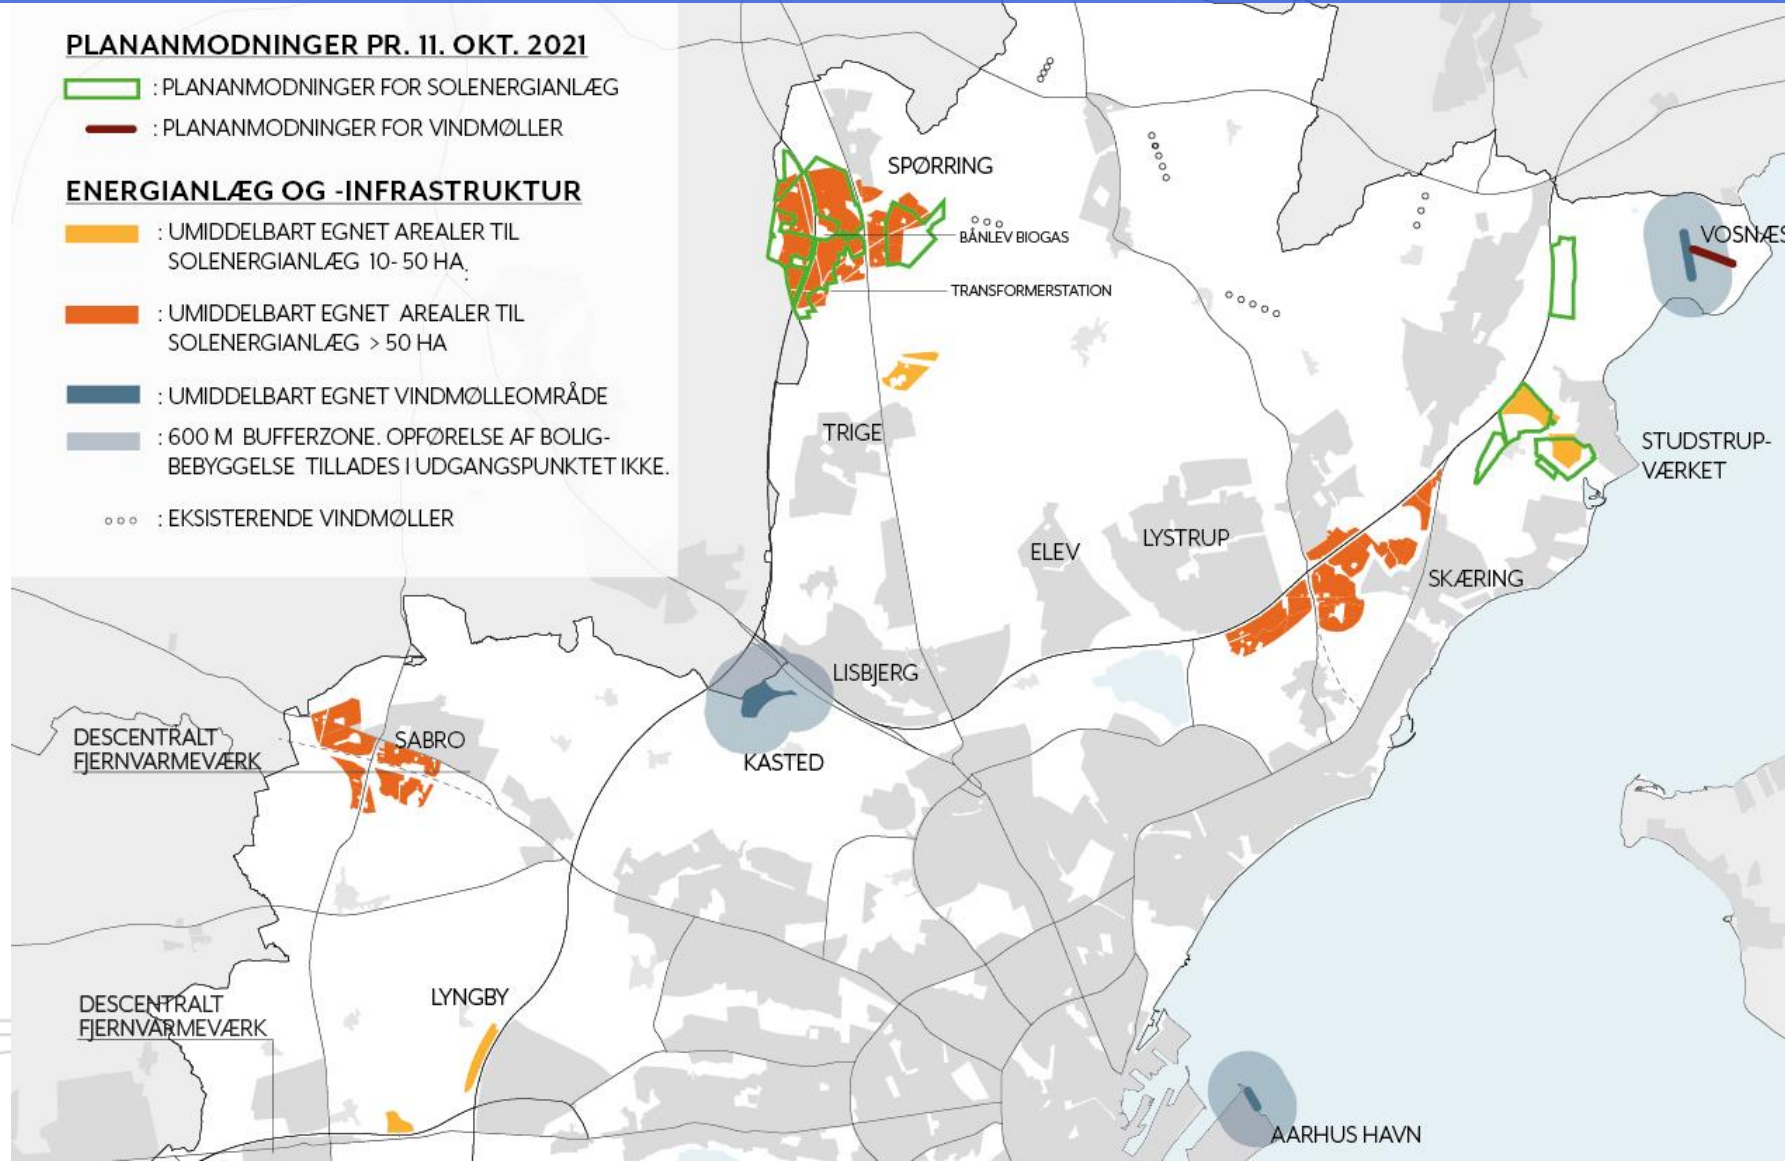 PLANANMODNINGER PR. 11. OKT. 2021
: PLANANMODNINGER FOR SOLENERGIANLÆG
: PLANANMODNINGER FOR VINDMØLLER
ENERGIANLÆG OG -INFRASTRUKTUR
: UMIDDELBART EGNET AREALER TIL
SOLENERGIANLÆG 10-50 HA
:
: UMIDDELBART EGNET AREALER TIL
SOLENERGIANLÆG > 50 HA
: UMIDDELBART EGNET VINDMØLLEOMRÅDE
: 600 M BUFFERZONE. OPFØRELSE AF BOLIG-
BEBYGGELSE TILLADES I UDGANGSPUNKTET IKKE.
: EKSISTERENDE VINDMØLLER
SPØRRING
BÅNLEV BIOGAS
VOSNÆS
TRANSFORMERSTATION
TRIGE
STUDSTRUP-
VÆRKET
ELEV
LYSTRUP
SKÆRING
LISBJERG
SABRO
DESCENTRALT
FJERNVARMEVÆRK
KASTED
LYNGBY
DESCENTRALT
FJERNVARMEVÆRK
AARHUS HAVN